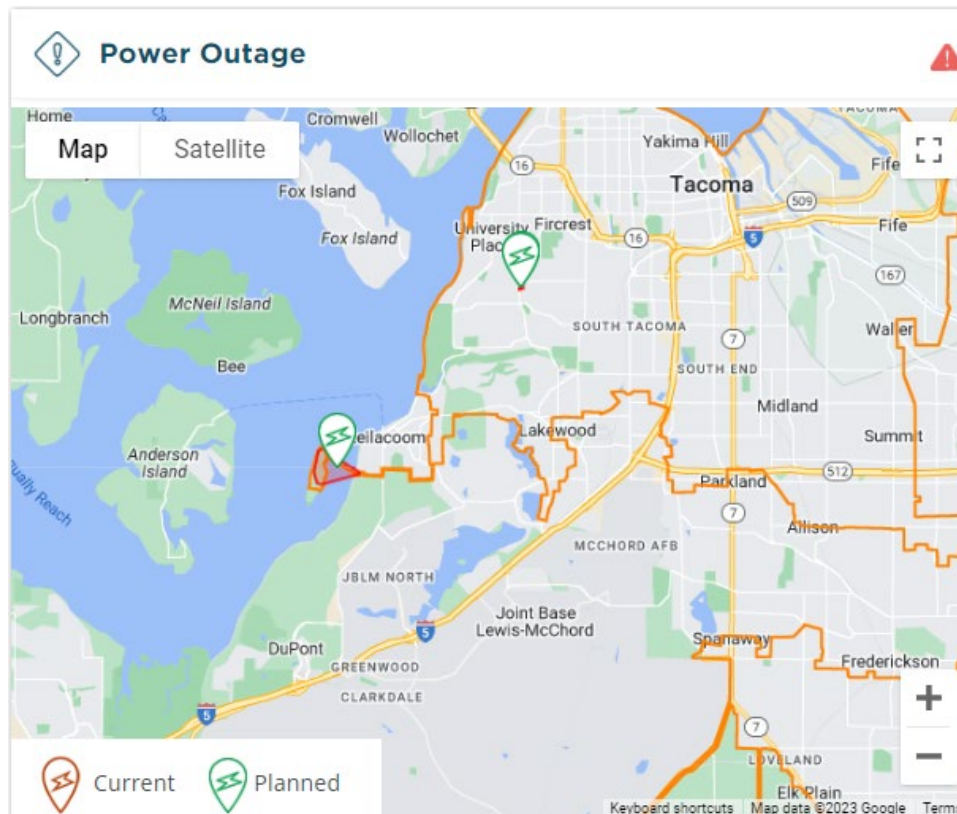 Power Outage
Map
Satellite
Home
Cromwell
Wollochet
Fox Island
Fox Island
McNeil Island
Longbranch
Bee
Anderson
Island
Yakima Hill
Tacoma
Fife
Fife
16
509
University
Fircrest
16
5
167
SOUTH TACOMA
Waller
7
SOUTH END
Midland
Lakewood
Summit
512
Parkland
7
Allison
MCCHORD AFB
JBLM NORTH
Joint Base
Lewis-McChord
5
DuPont
Spanaway
GREENWOOD
Frederickson
CLARKDALE
5
7
LOVELAND
Elk Plain
+
−
Current
Planned
Keyboard shortcuts
Map data ©2023 Google